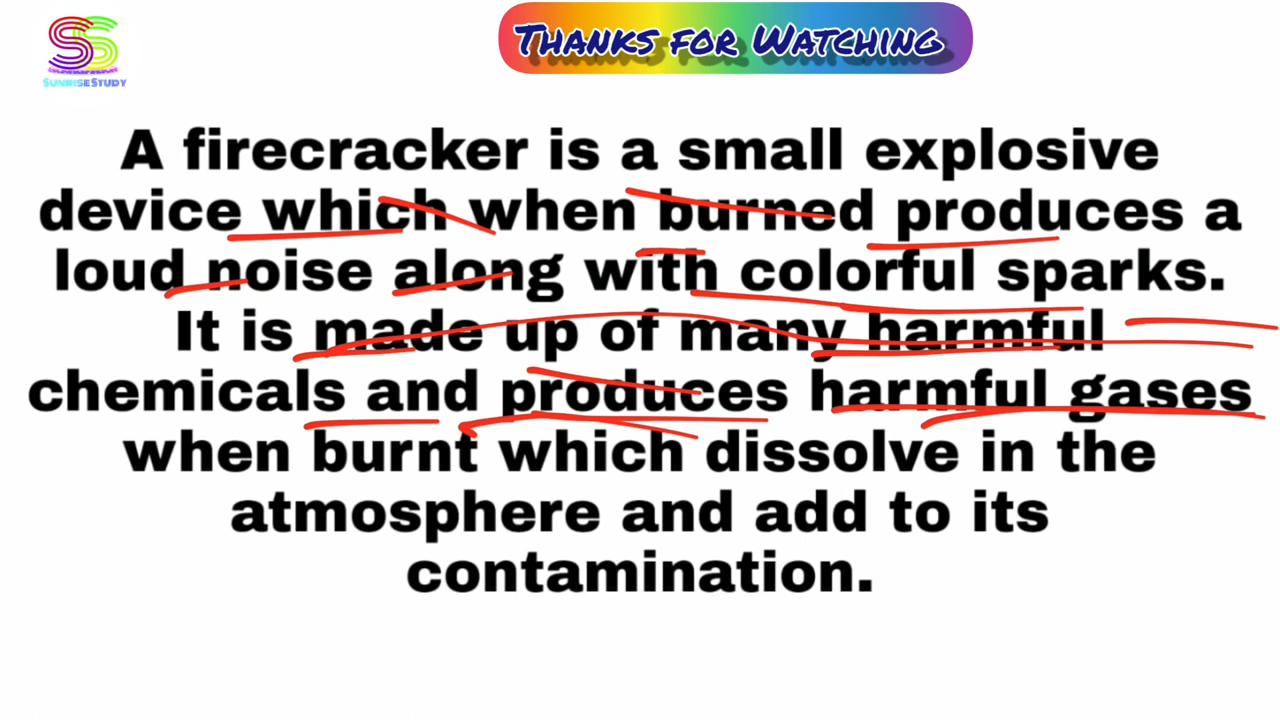 SunriseStudy
Thanks for Watching
A firecracker is a small explosive
device which when burned produces a
loud noise along with colorful sparks.
It is made up of many harmful
chemicals and produces harmful gases
when burnt which dissolve in the
atmosphere and add to its
contamination.